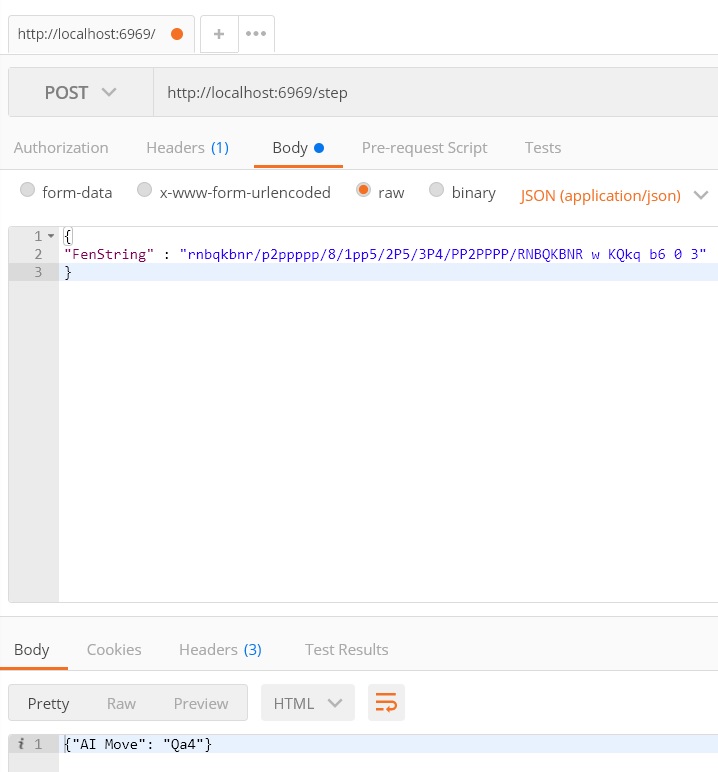 http://localhost:6969/
+
•••
POST
http://localhost:6969/step
Authorization Headers (1) Body Pre-request Script Tests
form-data x-www-form-urlencoded raw binary JSON (application/json)
1 {
2 "FenString" : "rnbqkbnr/p2ppppp/8/1pp5/2P5/3P4/PP2PPPP/RNBQKBNR w KQkq b6 0 3"
3 }
Body Cookies Headers (3) Test Results
Pretty Raw Preview HTML
i 1 {"AI Move": "Qa4"}